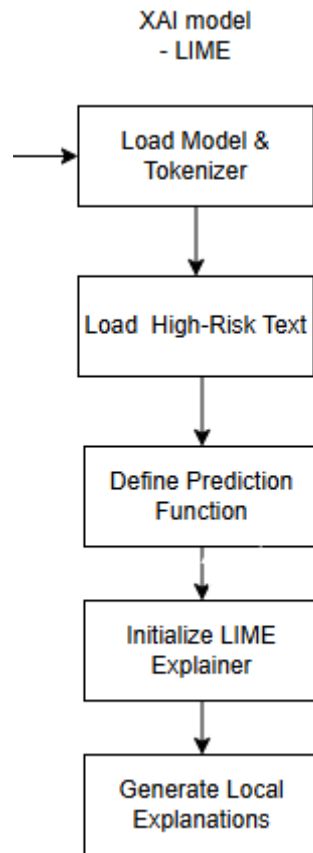 XAI model
- LIME
Load Model &
Tokenizer
Load High-Risk Text
Define Prediction
Function
Initialize LIME
Explainer
Generate Local
Explanations